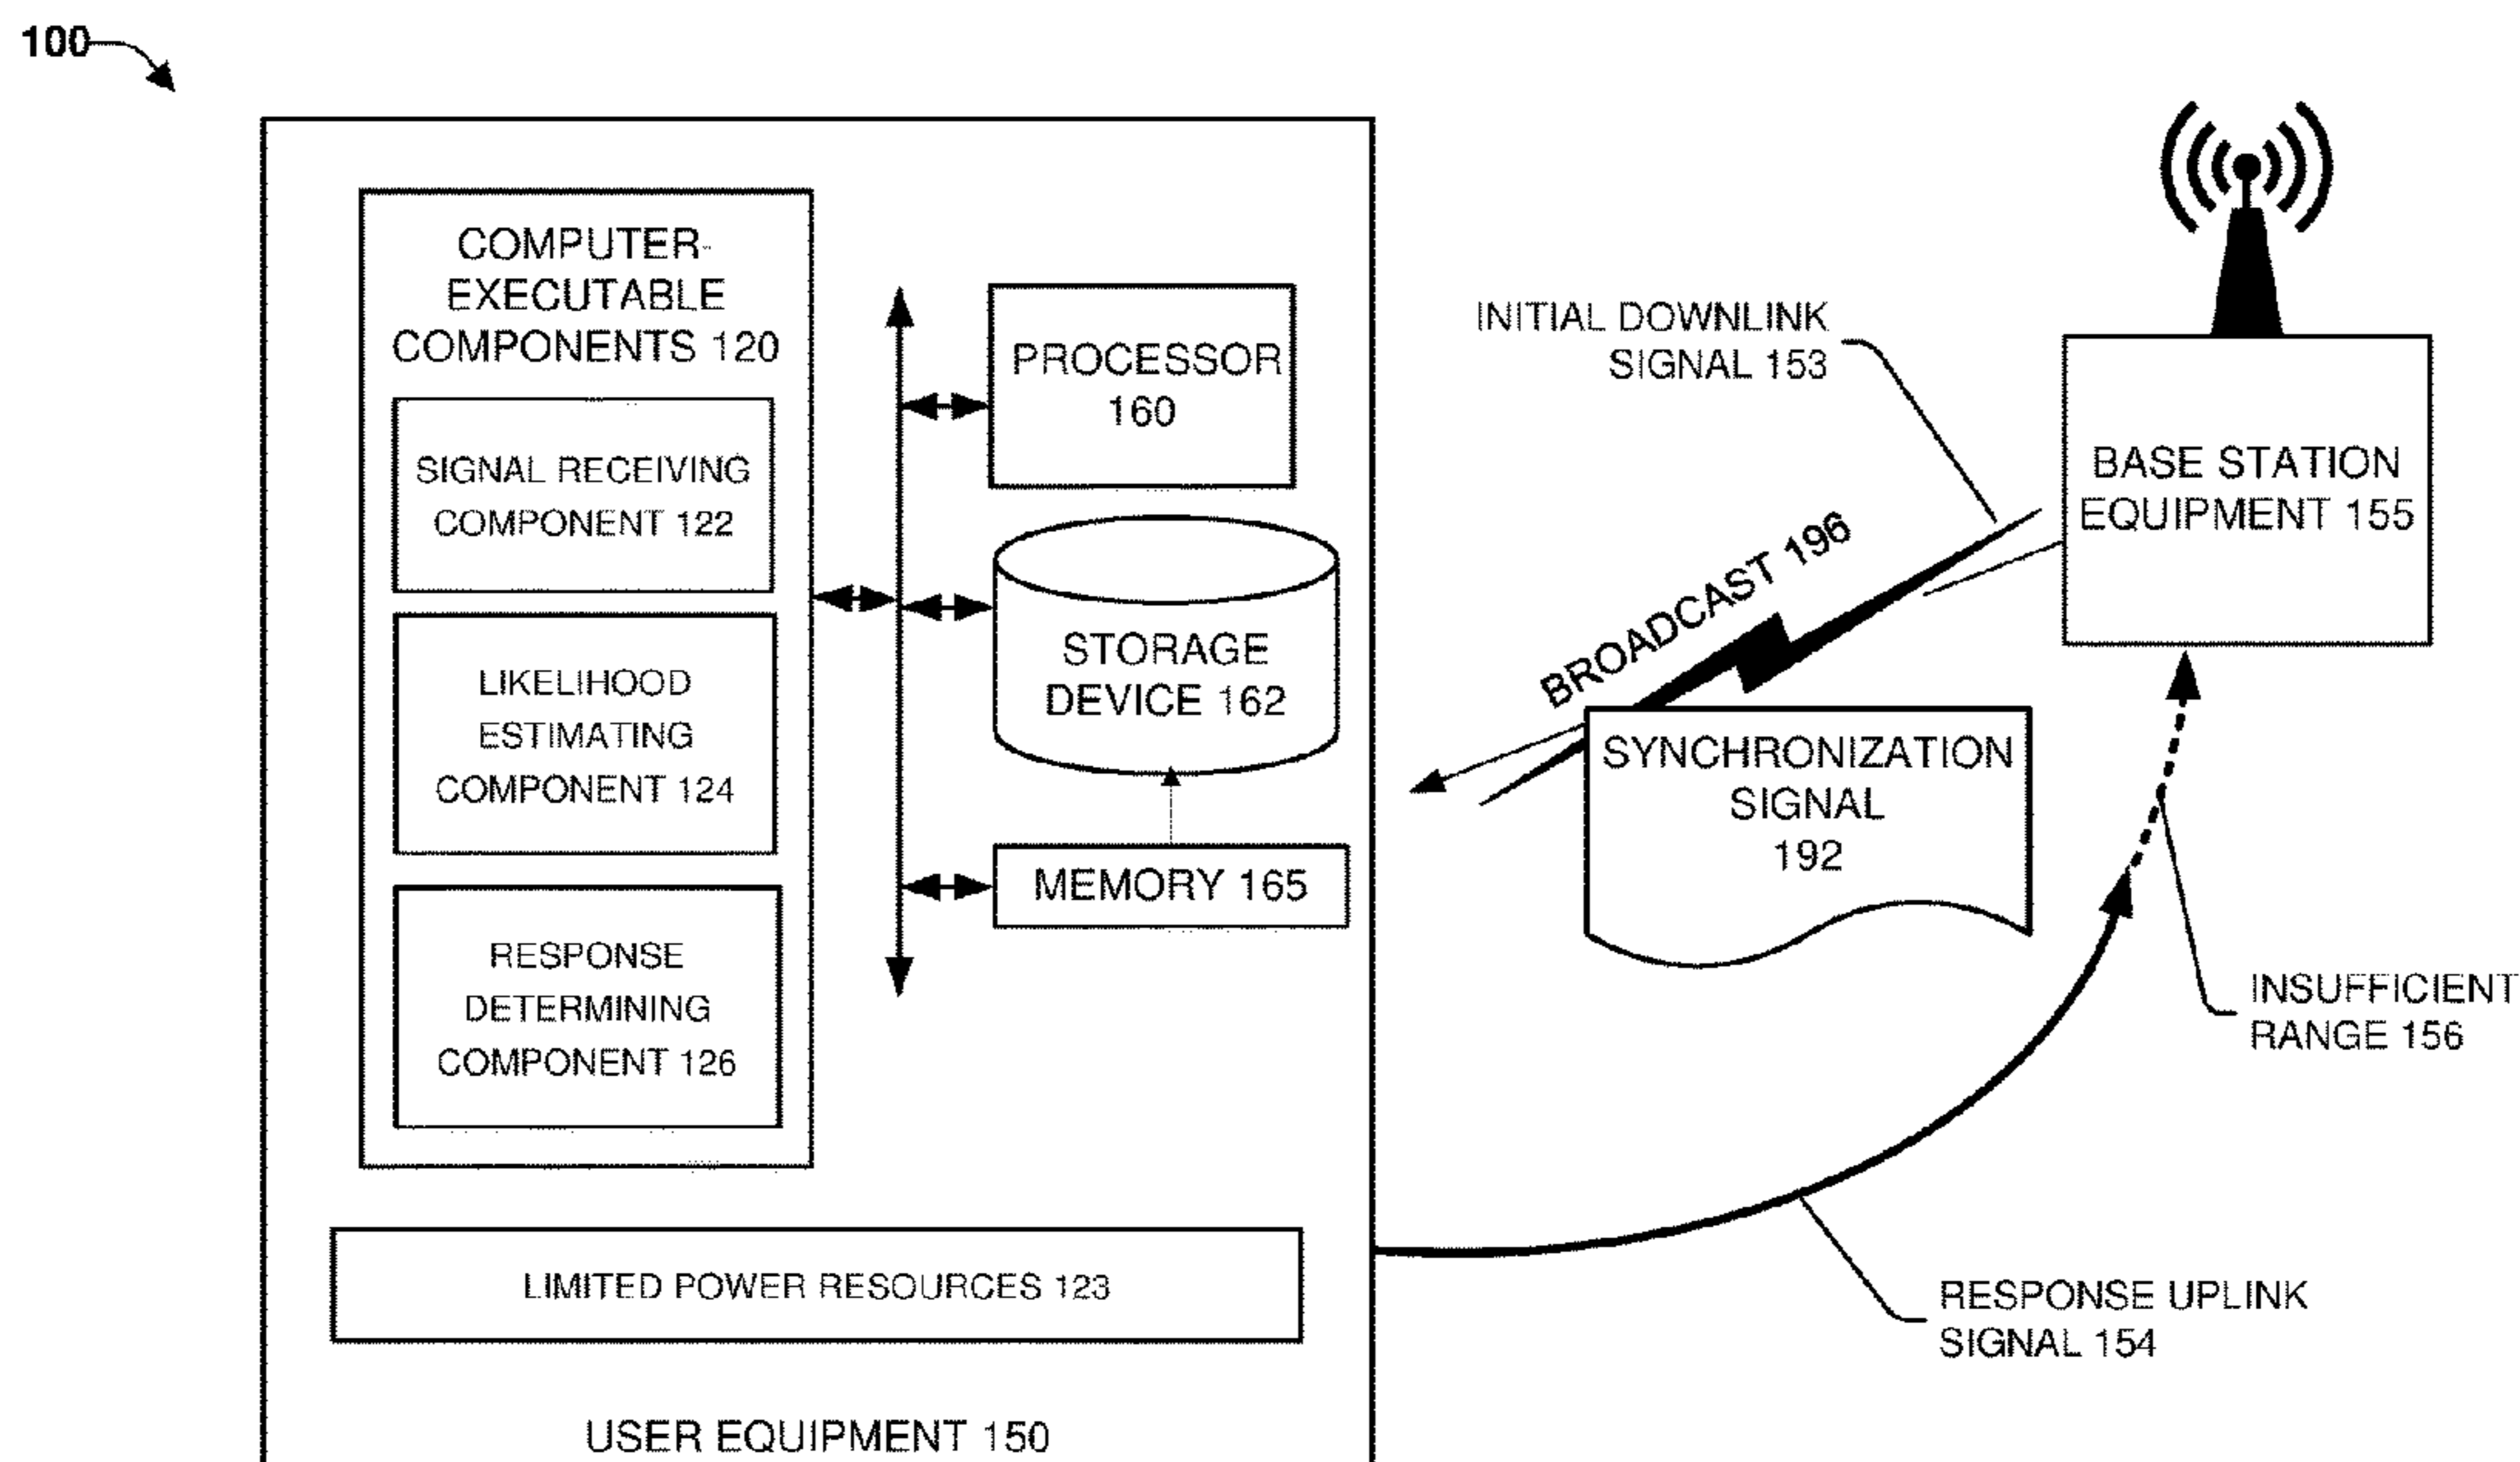 100
COMPUTER-
EXECUTABLE
COMPONENTS 120
SIGNAL RECEIVING
COMPONENT 122
LIKELIHOOD
ESTIMATING
COMPONENT 124
RESPONSE
DETERMINING
COMPONENT 126
PROCESSOR
160
STORAGE
DEVICE 162
MEMORY 165
LIMITED POWER RESOURCES 123
USER EQUIPMENT 150
INITIAL DOWNLINK
SIGNAL 153
BASE STATION
EQUIPMENT 155
BROADCAST 196
SYNCHRONIZATION
SIGNAL
192
INSUFFICIENT
RANGE 156
RESPONSE UPLINK
SIGNAL 154